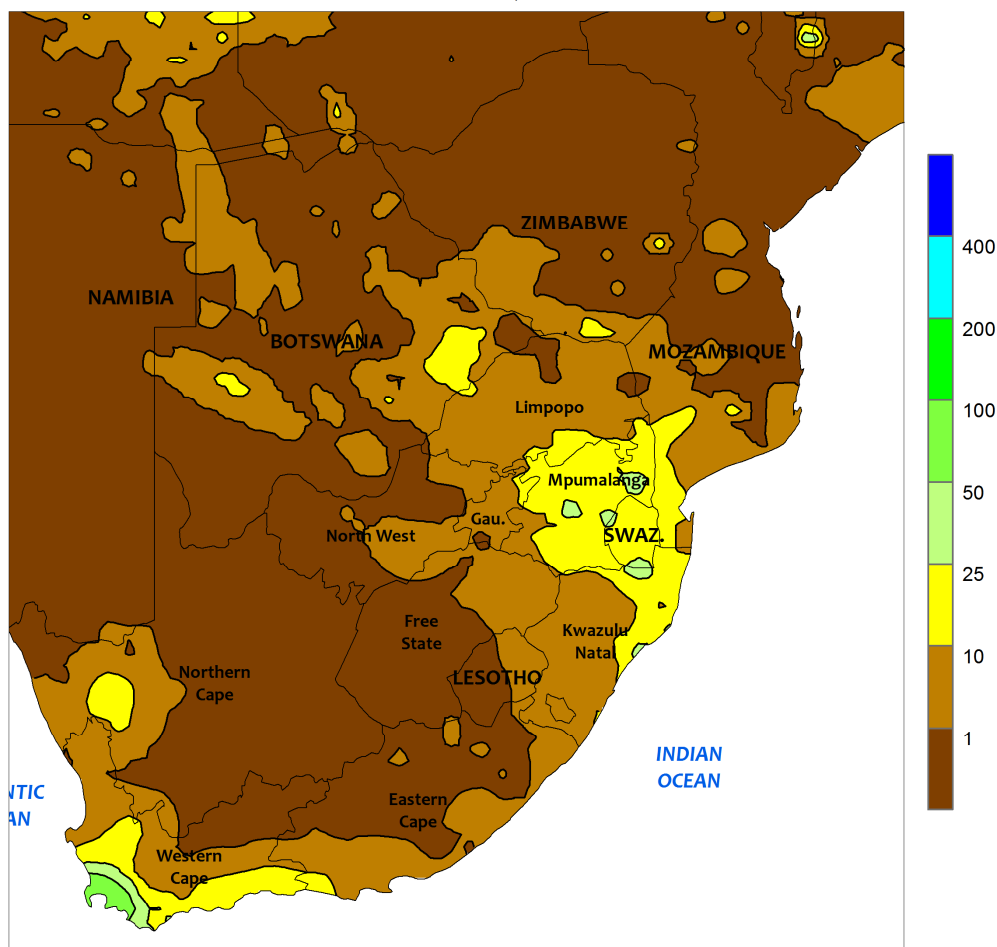 ZIMBABWE
400
NAMIBIA
200
BOTSWANA
MOZAMBIQUE
Limpopo
100
Mpumalanga
50
Gau.
North West
SWAZ.
25
Free
State
Kwazulu
Natal
10
Northern
Cape
LESOTHO
1
INDIAN
OCEAN
NTIC
AN
Eastern
Cape
Western
Cape